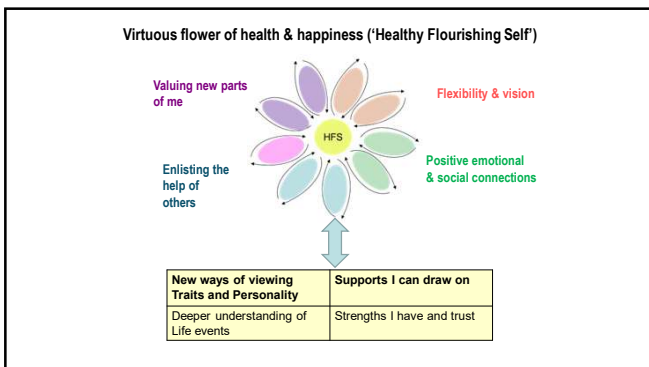 Virtuous flower of health & happiness ('Healthy Flourishing Self')
Valuing new parts
of me
Flexibility & vision
HFS
Enlisting the
help of
others
Positive emotional
& social connections
New ways of viewing
Traits and Personality
Supports I can draw on
Deeper understanding of
Life events
Strengths I have and trust